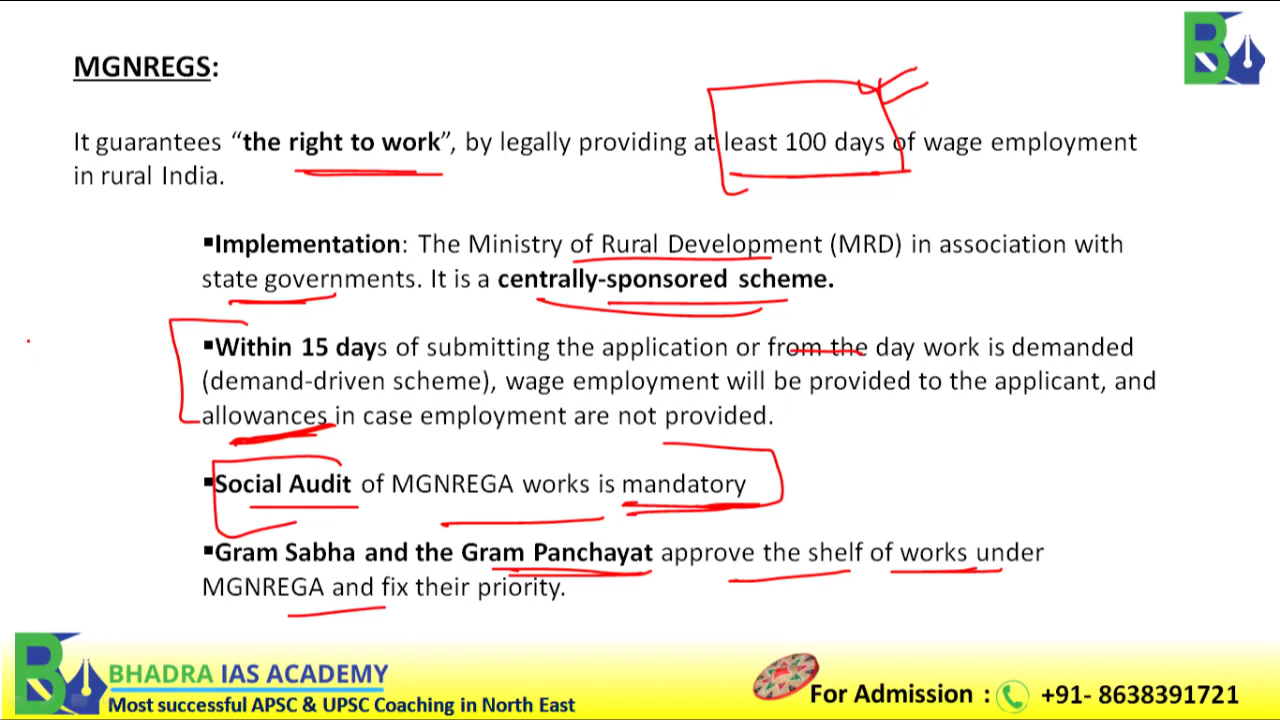 MGNREGS:
It guarantees “the right to work”, by legally providing at least 100 days of wage employment
in rural India.
▪Implementation: The Ministry of Rural Development (MRD) in association with
state governments. It is a centrally-sponsored scheme.
▪Within 15 days of submitting the application or from the day work is demanded
(demand-driven scheme), wage employment will be provided to the applicant, and
allowances in case employment are not provided.
▪Social Audit of MGNREGA works is mandatory
▪Gram Sabha and the Gram Panchayat approve the shelf of works under
MGNREGA and fix their priority.
BHADRA IAS ACADEMY
Most successful APSC & UPSC Coaching in North East
For Admission : +91- 8638391721